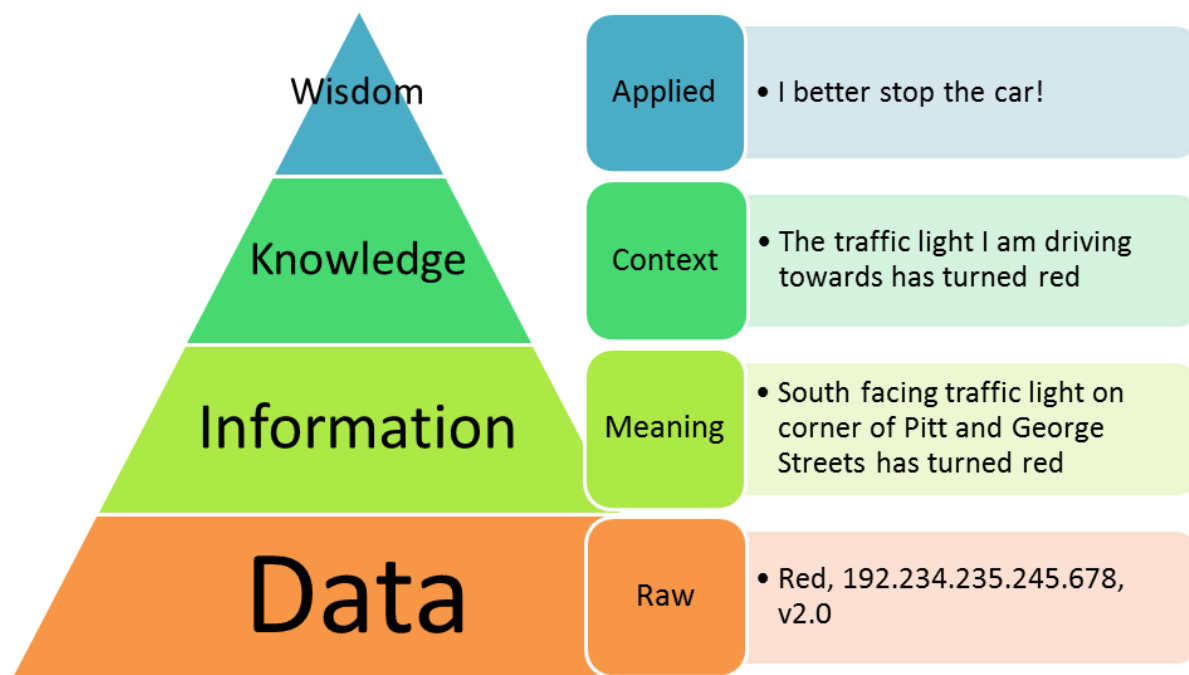 Wisdom
Applied
• I better stop the car!
Knowledge
Context
• The traffic light I am driving
towards has turned red
Information
Meaning
• South facing traffic light on
corner of Pitt and George
Streets has turned red
Data
Raw
• Red, 192.234.235.245.678,
v2.0